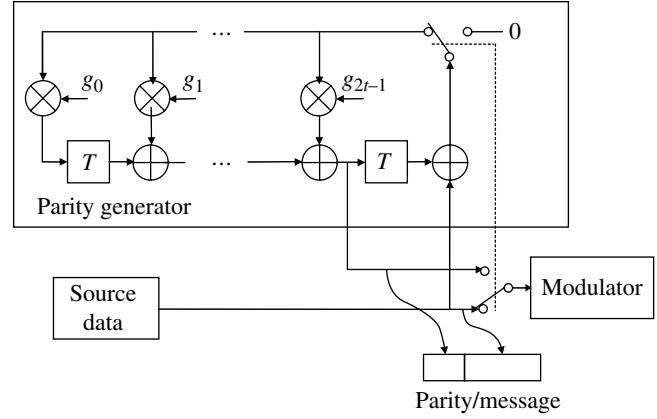 ... 0
g0 g1 g2t–1
T ... T
Parity generator
Source
data
Modulator
Parity/message